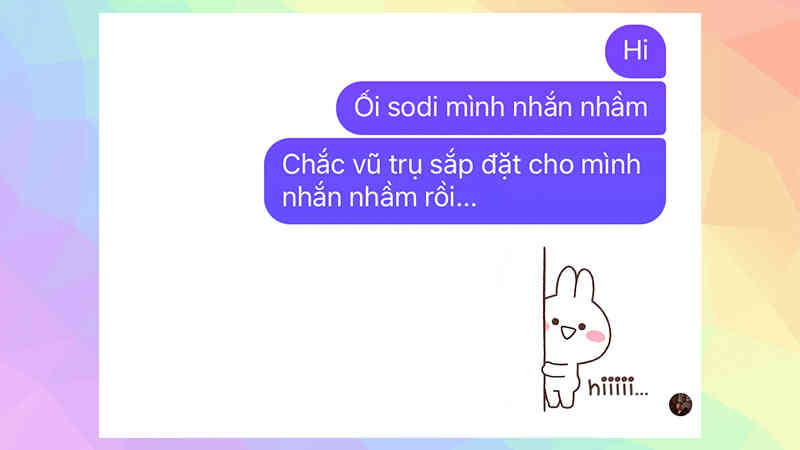 Hi
Ối sodi mình nhắn nhầm
Chắc vũ trụ sắp đặt cho mình
nhắn nhầm rồi...
hiiiii...